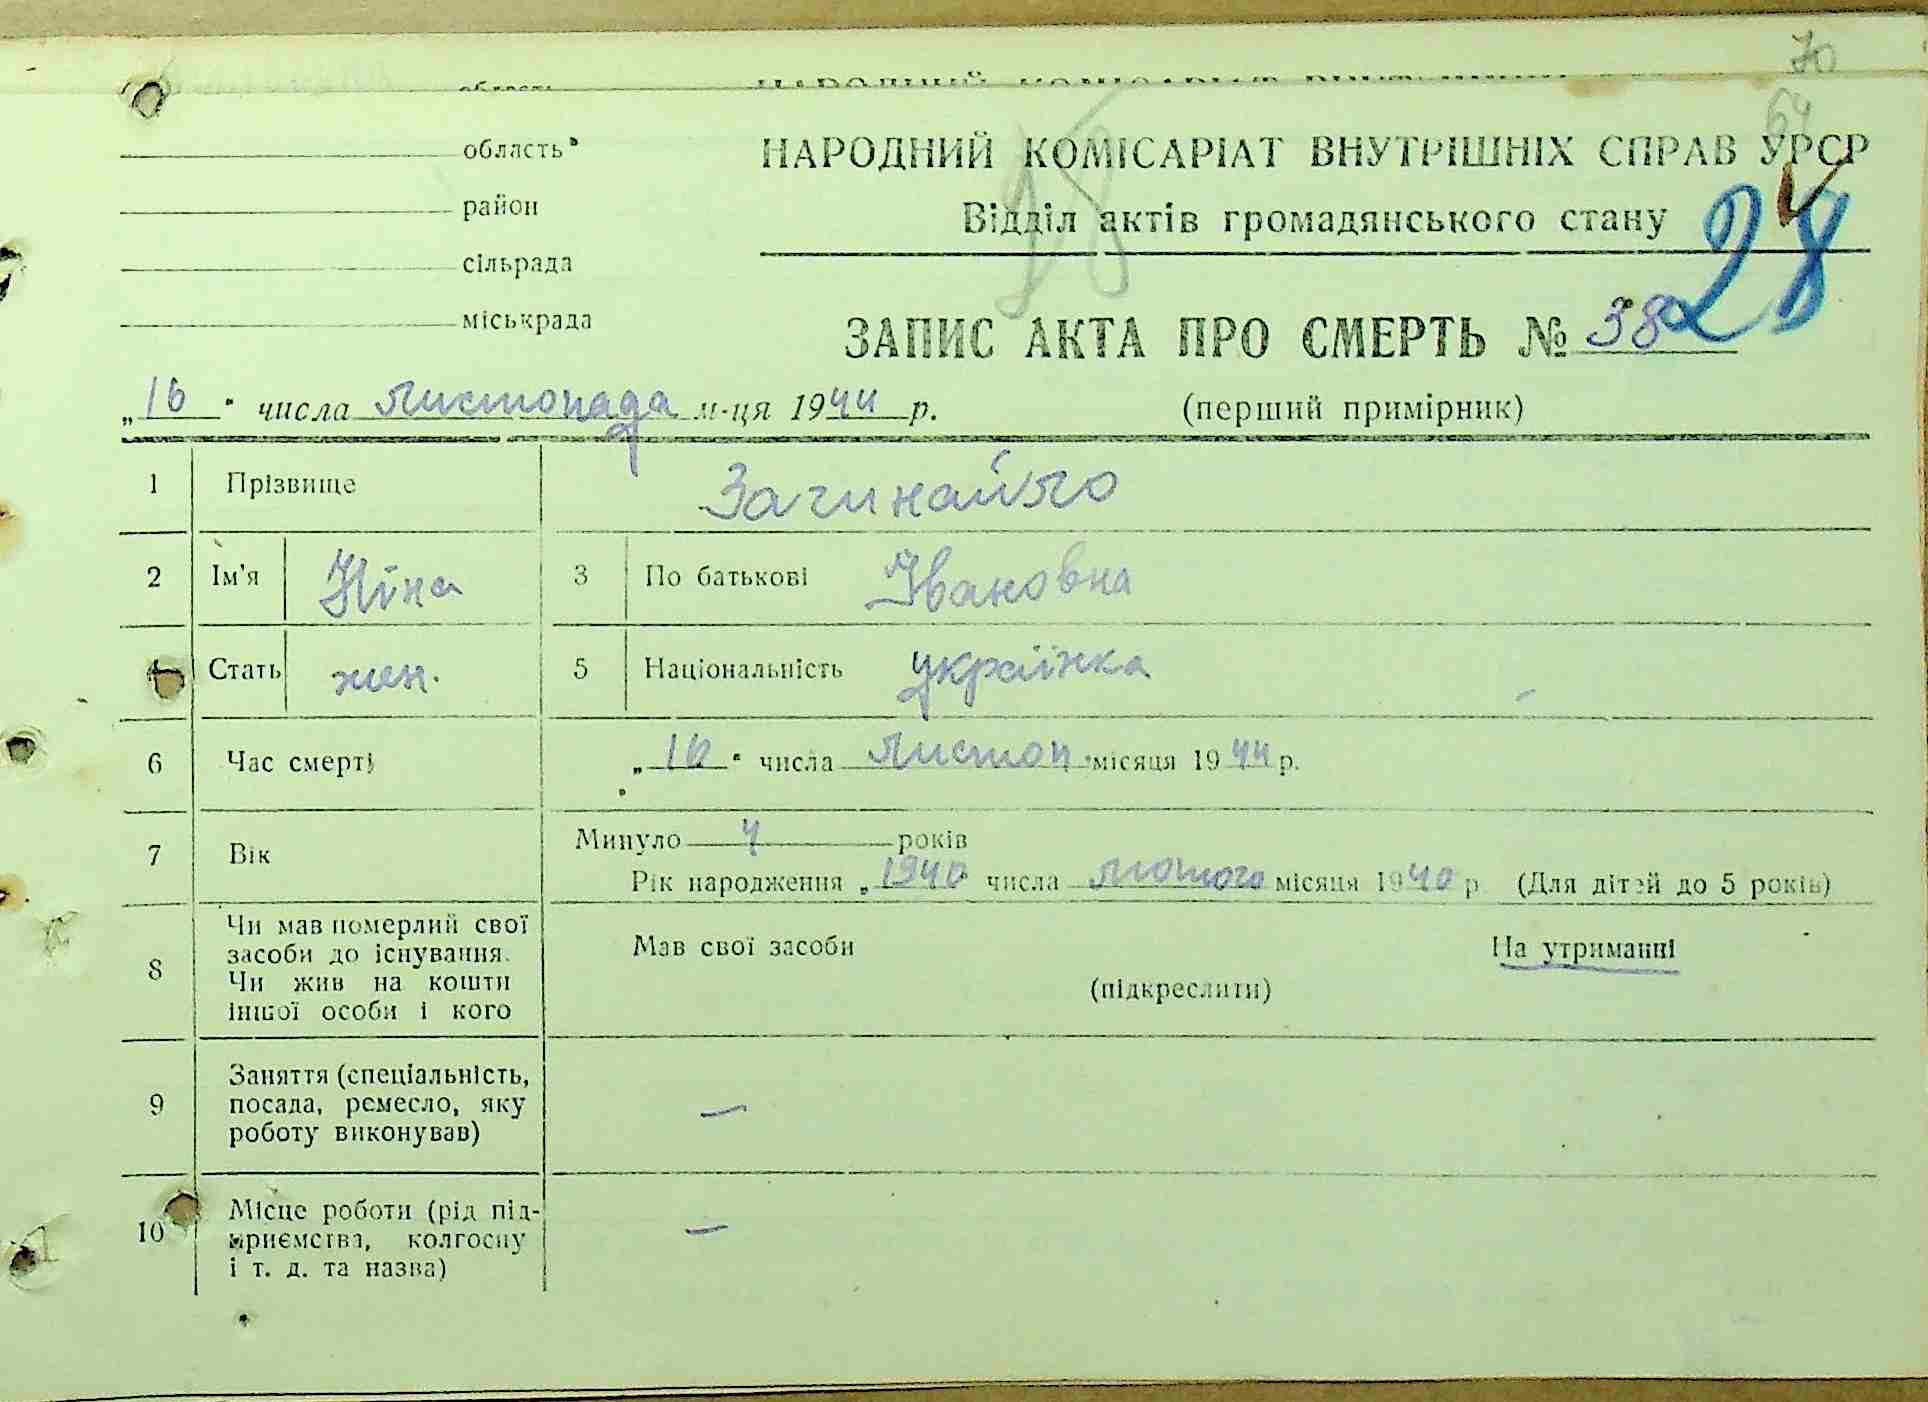 70
64
область
НАРОДНИЙ КОМІСАРІАТ ВНУТРІШНІХ СПРАВ УРСР
район
Відділ актів громадянського стану
28
сільрада
міськрада
ЗАПИС АКТА ПРО СМЕРТЬ № 38
„16“ числа листопада м-ця 1944 р.
(перший примірник)
1 Прізвище Зачинайло
2 Ім'я Ніна 3 По батькові Івановна
4 Стать жен. 5 Національність українка
6 Час смерті „16“ числа листоп місяця 1944 р.
7 Вік Минуло 4 років
Рік народження „1940“ числа лютого місяця 1940 р. (Для дітей до 5 років)
8 Чи мав померлий свої засоби до існування. Чи жив на кошти іншої особи і кого
Мав свої засоби На утриманні
(підкреслити)
9 Заняття (спеціальність,
посада, ремесло, яку
роботу виконував) —
10 Місце роботи (рід під-
приємства, колгоспу
і т. д. та назва) —